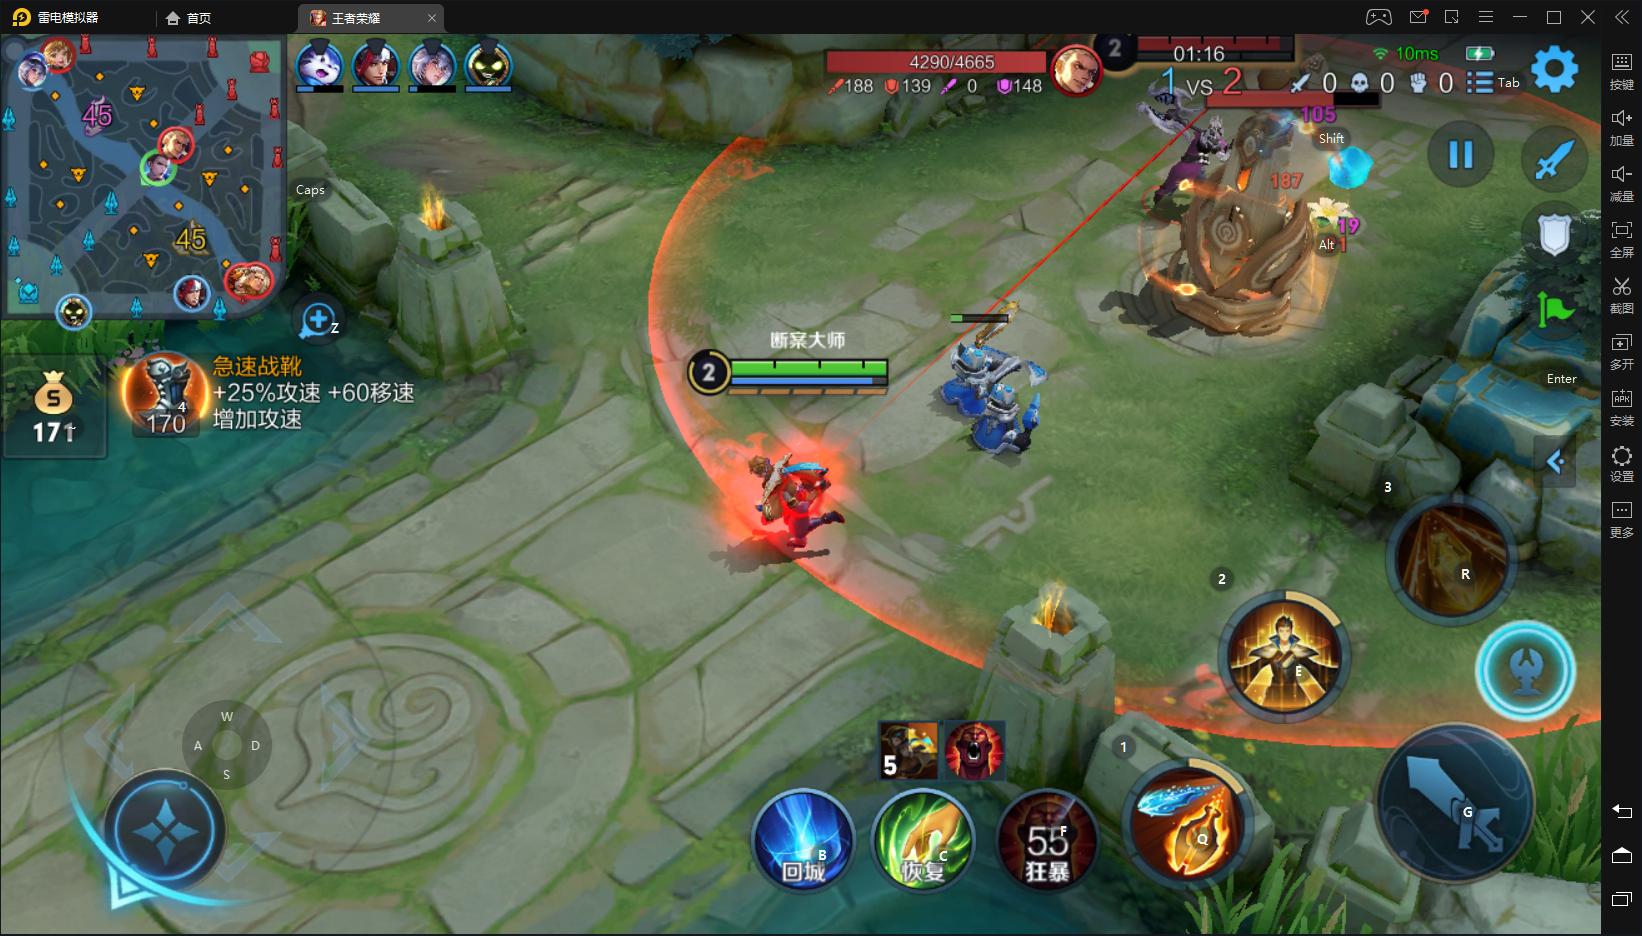 雷电模拟器
首页
王者荣耀
4290/4665
188 139 0 148
2
01:16
10ms
1 VS 2
0 0 0
Tab
45
45
Caps
Z
105
Shift
187
19
Alt
急速战靴
+25%攻速 +60移速
增加攻速
4
170
171
断案大师
2
Enter
按键
加量
减量
全屏
截图
多开
APK
安装
设置
更多
3
R
2
E
1
Q
G
5
W
A
D
S
B
回城
C
恢复
F
55
狂暴